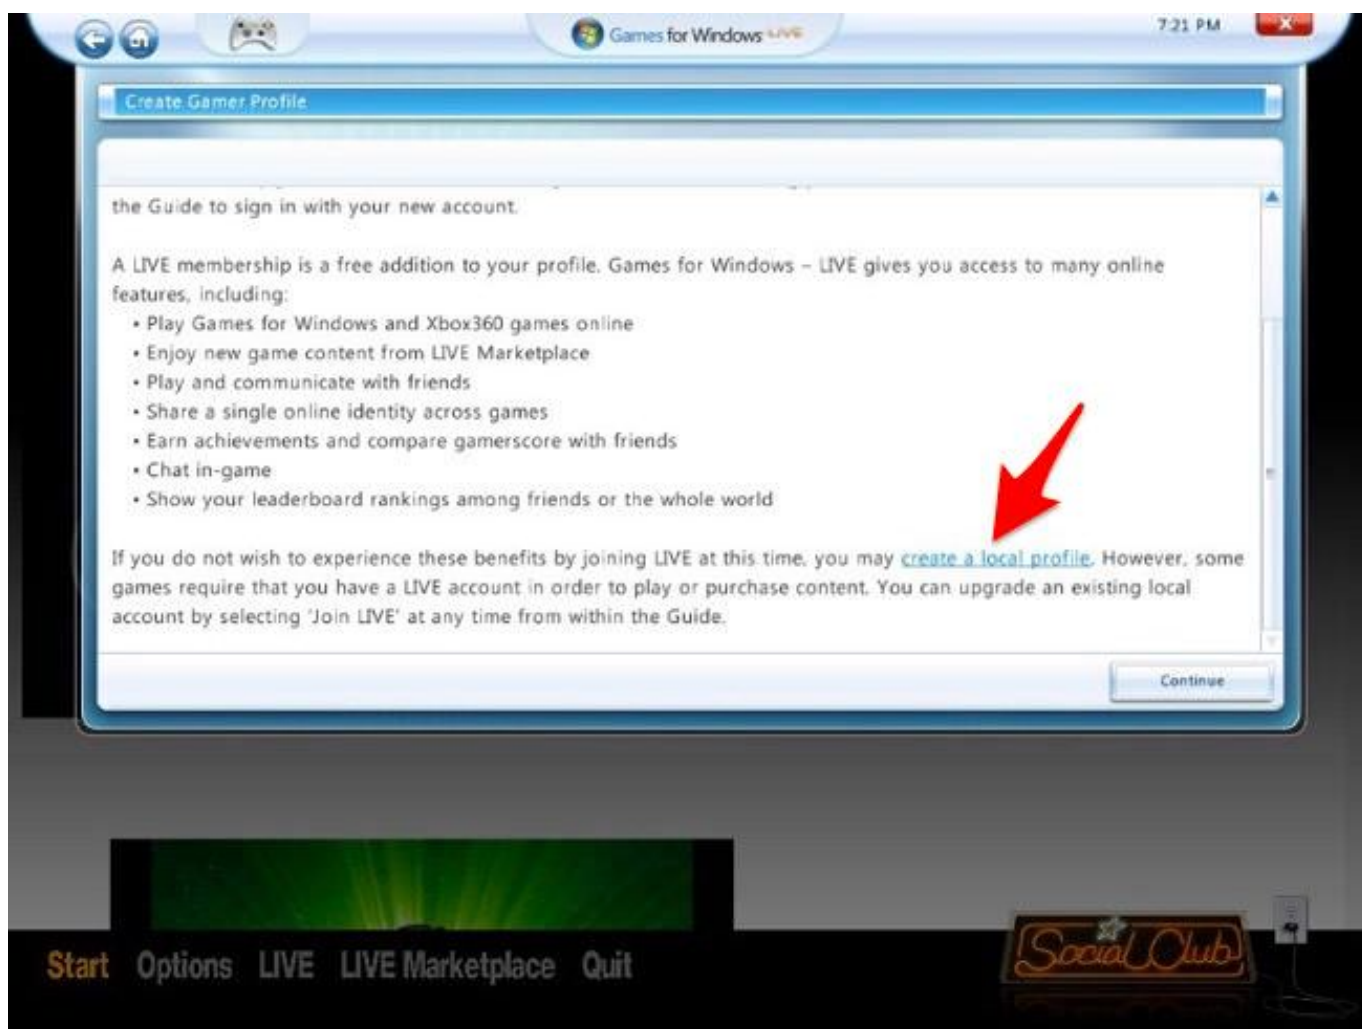 Games for Windows LIVE
7:21 PM
X
Create Gamer Profile
the Guide to sign in with your new account.
A LIVE membership is a free addition to your profile. Games for Windows – LIVE gives you access to many online
features, including:
• Play Games for Windows and Xbox360 games online
• Enjoy new game content from LIVE Marketplace
• Play and communicate with friends
• Share a single online identity across games
• Earn achievements and compare gamerscore with friends
• Chat in-game
• Show your leaderboard rankings among friends or the whole world
If you do not wish to experience these benefits by joining LIVE at this time, you may create a local profile. However, some
games require that you have a LIVE account in order to play or purchase content. You can upgrade an existing local
account by selecting 'Join LIVE' at any time from within the Guide.
Continue
Start Options LIVE LIVE Marketplace Quit
Social Club